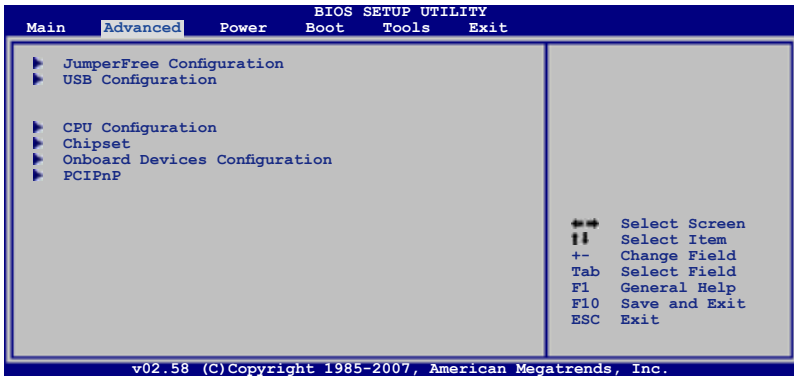 BIOS SETUP UTILITY
Main Advanced Power Boot Tools Exit
JumperFree Configuration
USB Configuration
CPU Configuration
Chipset
Onboard Devices Configuration
PCIPnP
Select Screen
Select Item
+- Change Field
Tab Select Field
F1 General Help
F10 Save and Exit
ESC Exit
v02.58 (C)Copyright 1985-2007, American Megatrends, Inc.